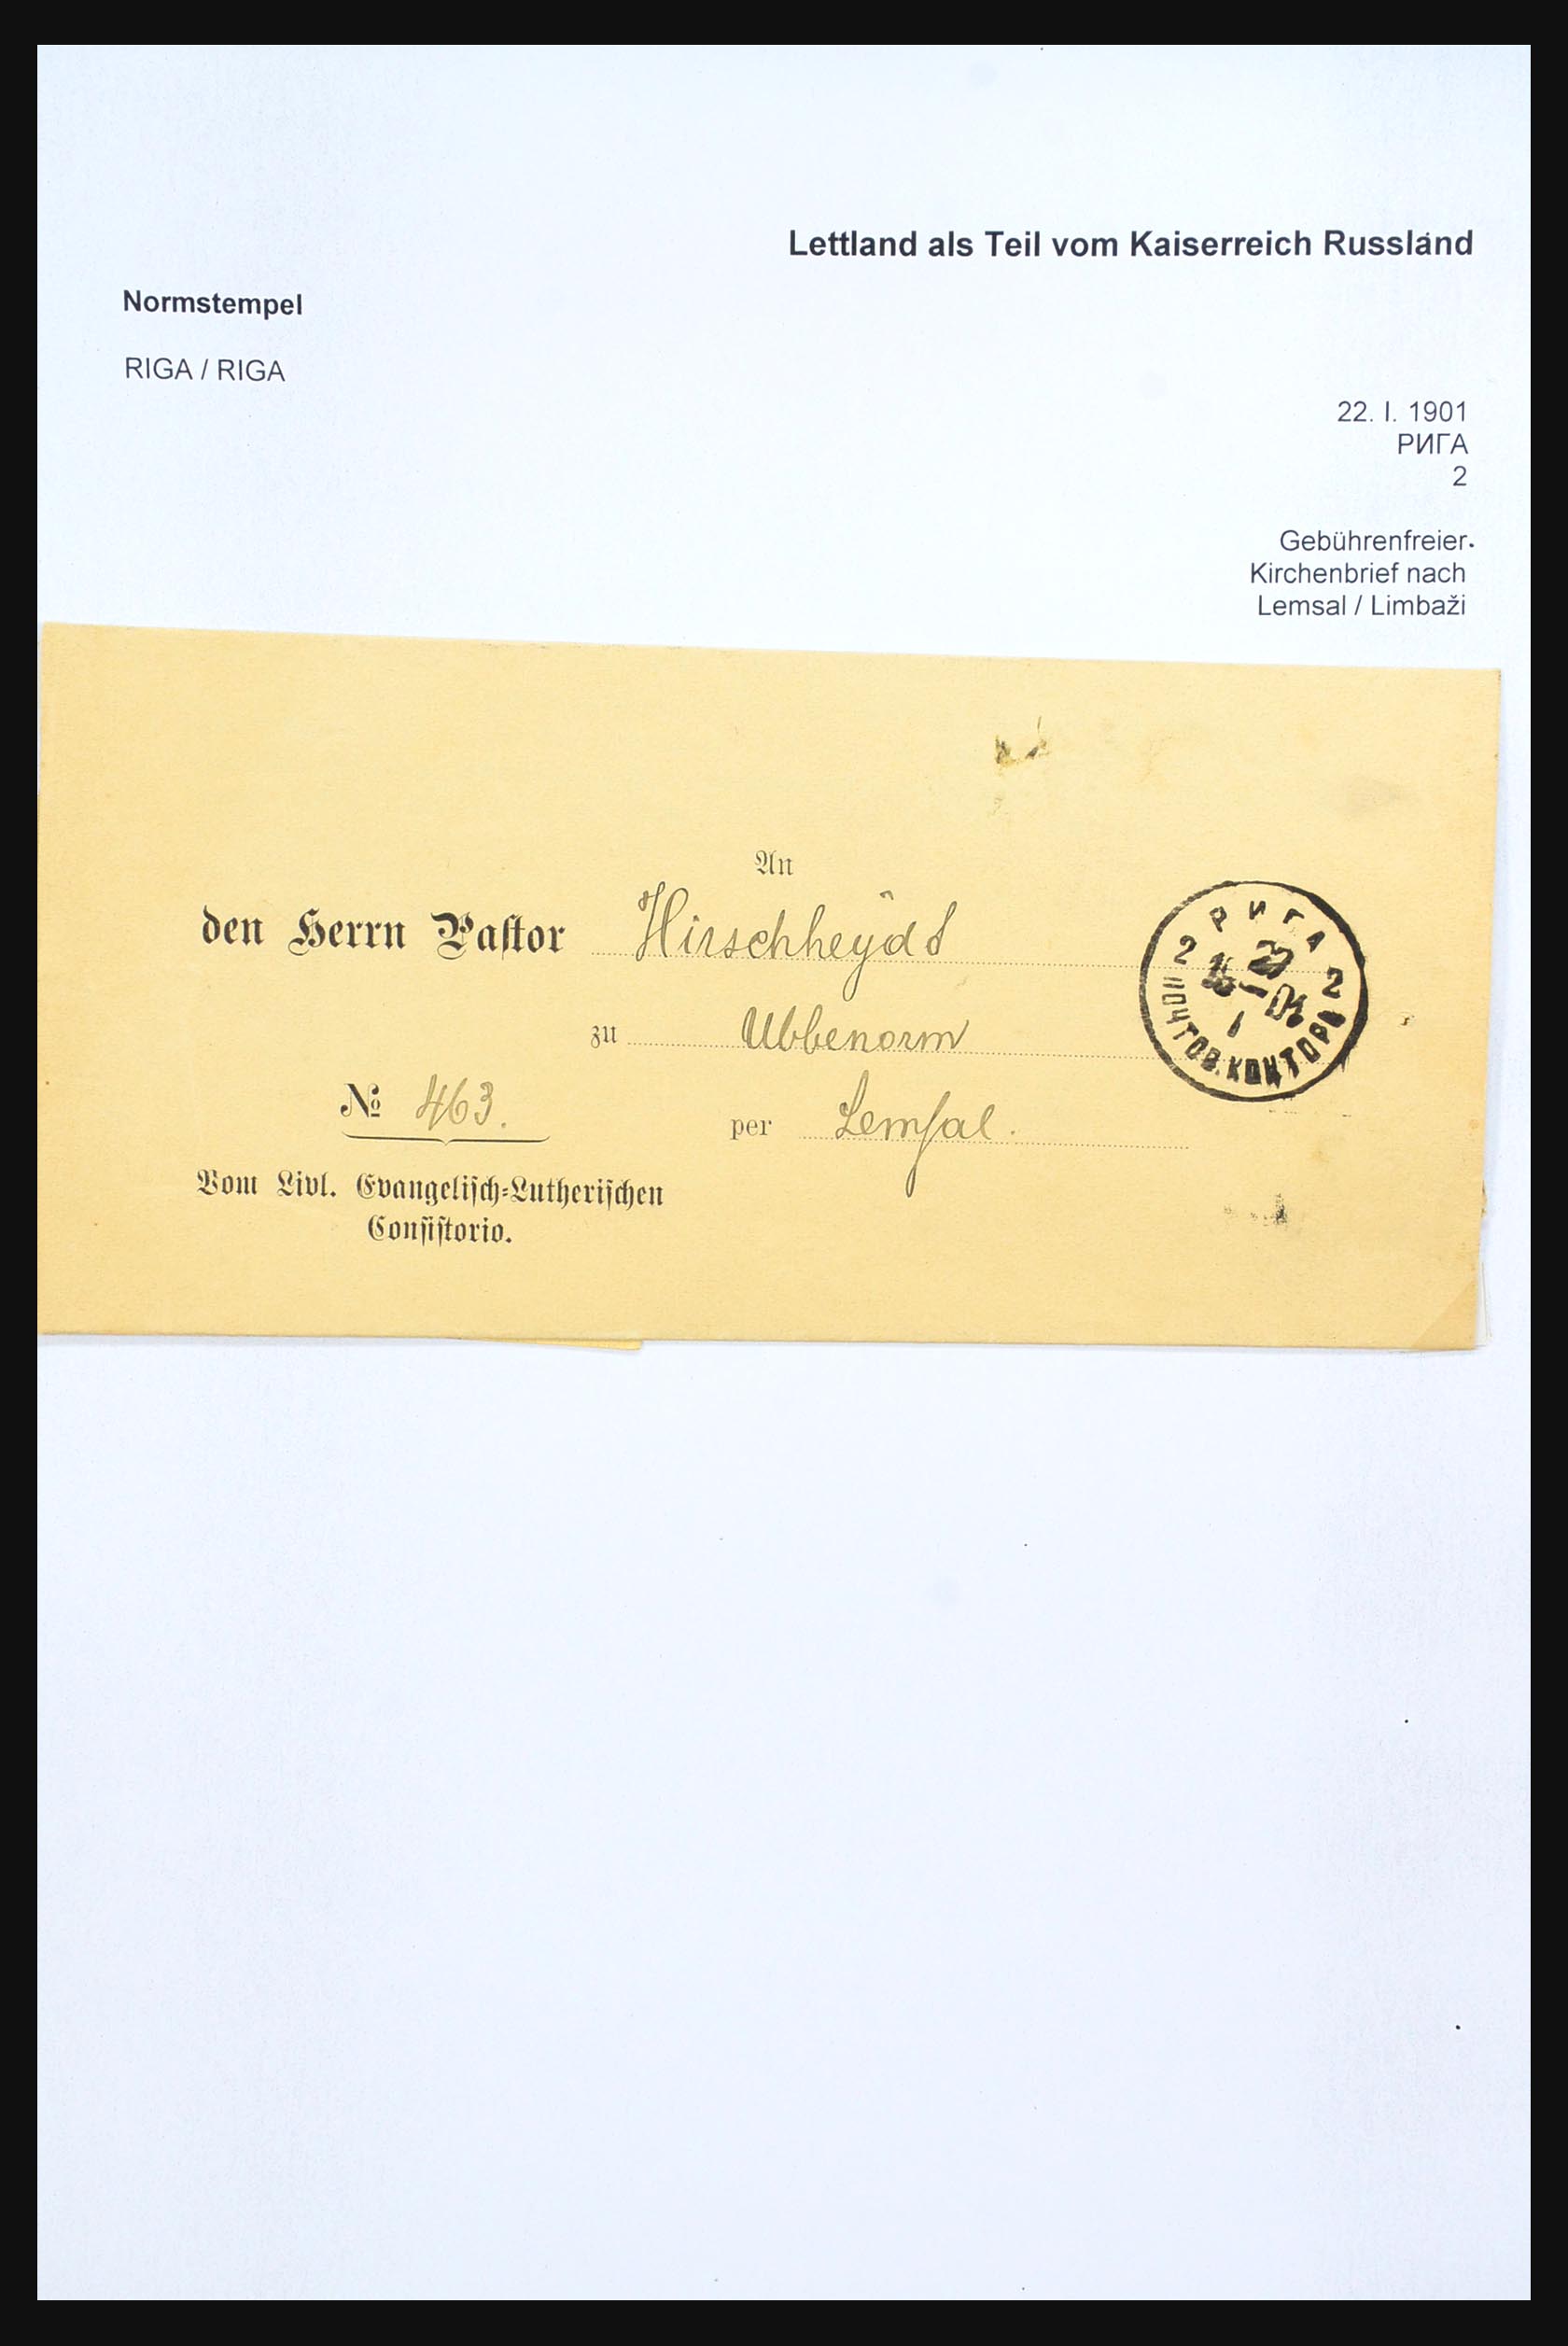 Lettland als Teil vom Kaiserreich Russland
Normstempel
RIGA / RIGA
22. I. 1901
РИГА
2
Gebührenfreier
Kirchenbrief nach
Lemsal / Limbaži
An
den Herrn Paſtor Hirschheydt
zu Ubbenorm
№ 463.
per Lemſal.
Vom Livl. Evangeliſch=Lutheriſchen
Conſiſtorio.
РИГА
2 2
22
1
ПОЧТОВ. КОНТОРА